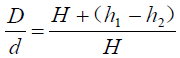 D/d = (H + (h₁ − h₂))/H